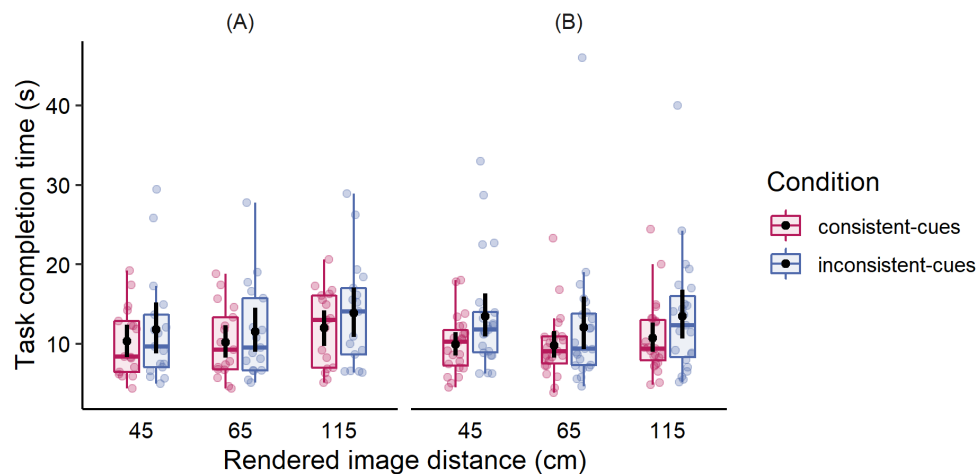 (A)
(B)
Task completion time (s)
40
30
20
10
45
65
115
45
65
115
Rendered image distance (cm)
Condition
consistent-cues
inconsistent-cues